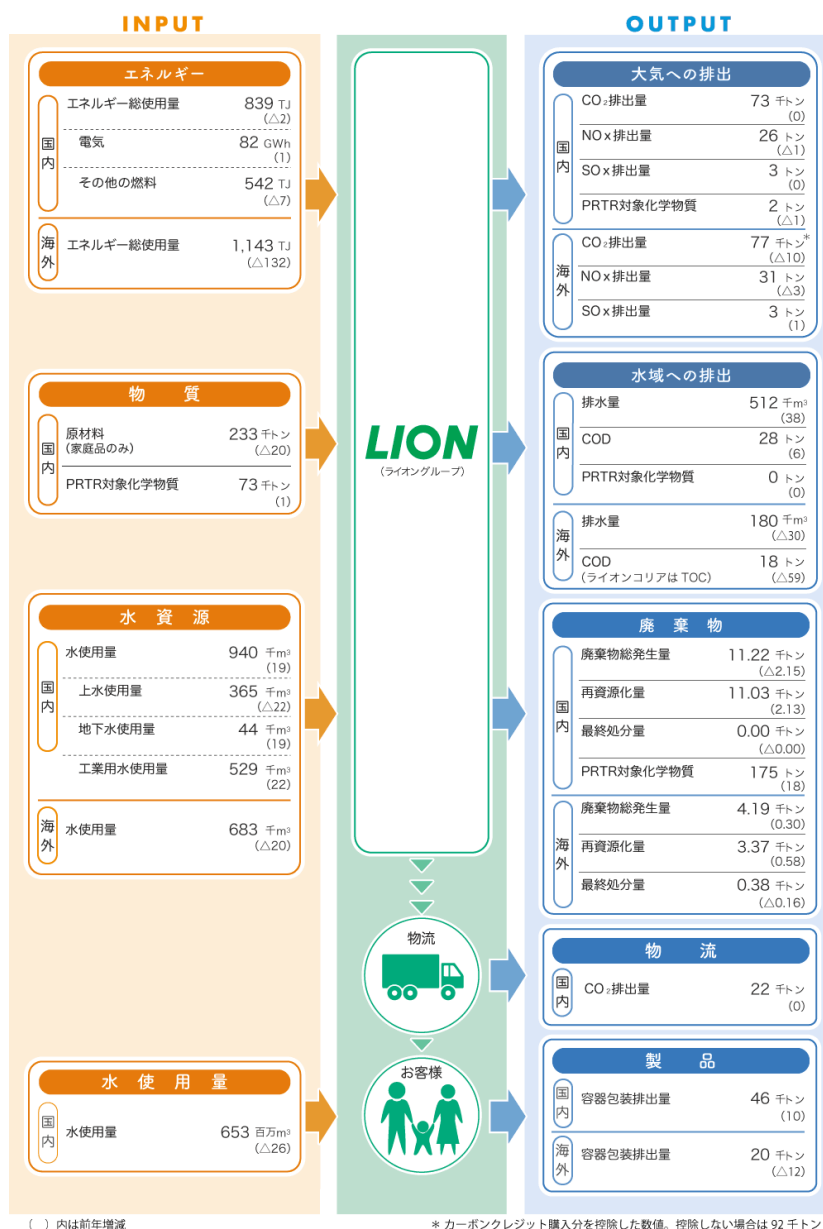 INPUT
エネルギー
国内
エネルギー総使用量 839 TJ
(△2)
電気 82 GWh
(1)
その他の燃料 542 TJ
(△7)
海外
エネルギー総使用量 1,143 TJ
(△132)
物質
国内
原材料 233 千トン
(家庭品のみ) (△20)
PRTR対象化学物質 73 千トン
(1)
水資源
国内
水使用量 940 千m³
(19)
上水使用量 365 千m³
(△22)
地下水使用量 44 千m³
(19)
工業用水使用量 529 千m³
(22)
海外
水使用量 683 千m³
(△20)
水使用量
国内
水使用量 653 百万m³
(△26)
LION
(ライオングループ)
物流
お客様
OUTPUT
大気への排出
国内
CO₂排出量 73 千トン
(0)
NOx排出量 26 トン
(△1)
SOx排出量 3 トン
(0)
PRTR対象化学物質 2 トン
(△1)
海外
CO₂排出量 77 千トン*
(△10)
NOx排出量 31 トン
(△3)
SOx排出量 3 トン
(1)
水域への排出
国内
排水量 512 千m³
(38)
COD 28 トン
(6)
PRTR対象化学物質 0 トン
(0)
海外
排水量 180 千m³
(△30)
COD 18 トン
(ライオンコリアは TOC) (△59)
廃棄物
国内
廃棄物総発生量 11.22 千トン
(△2.15)
再資源化量 11.03 千トン
(2.13)
最終処分量 0.00 千トン
(△0.00)
PRTR対象化学物質 175 トン
(18)
海外
廃棄物総発生量 4.19 千トン
(0.30)
再資源化量 3.37 千トン
(0.58)
最終処分量 0.38 千トン
(△0.16)
物流
国内
CO₂排出量 22 千トン
(0)
製品
国内
容器包装排出量 46 千トン
(10)
海外
容器包装排出量 20 千トン
(△12)
(　)内は前年増減
* カーボンクレジット購入分を控除した数値。控除しない場合は 92 千トン